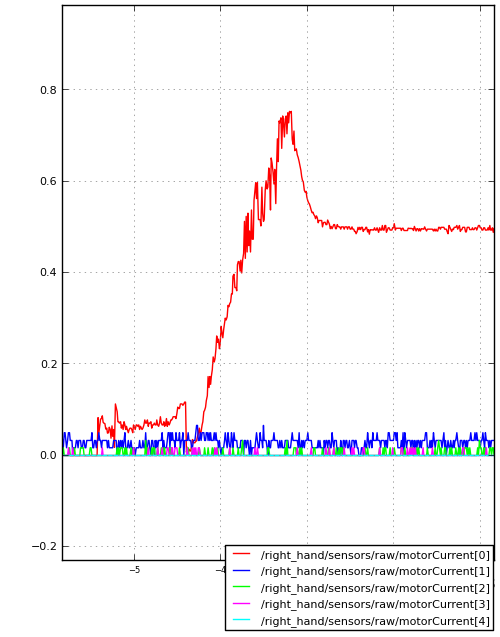 0.8
0.6
0.4
0.2
0.0
−0.2
−5
/right_hand/sensors/raw/motorCurrent[0]
/right_hand/sensors/raw/motorCurrent[1]
/right_hand/sensors/raw/motorCurrent[2]
/right_hand/sensors/raw/motorCurrent[3]
/right_hand/sensors/raw/motorCurrent[4]